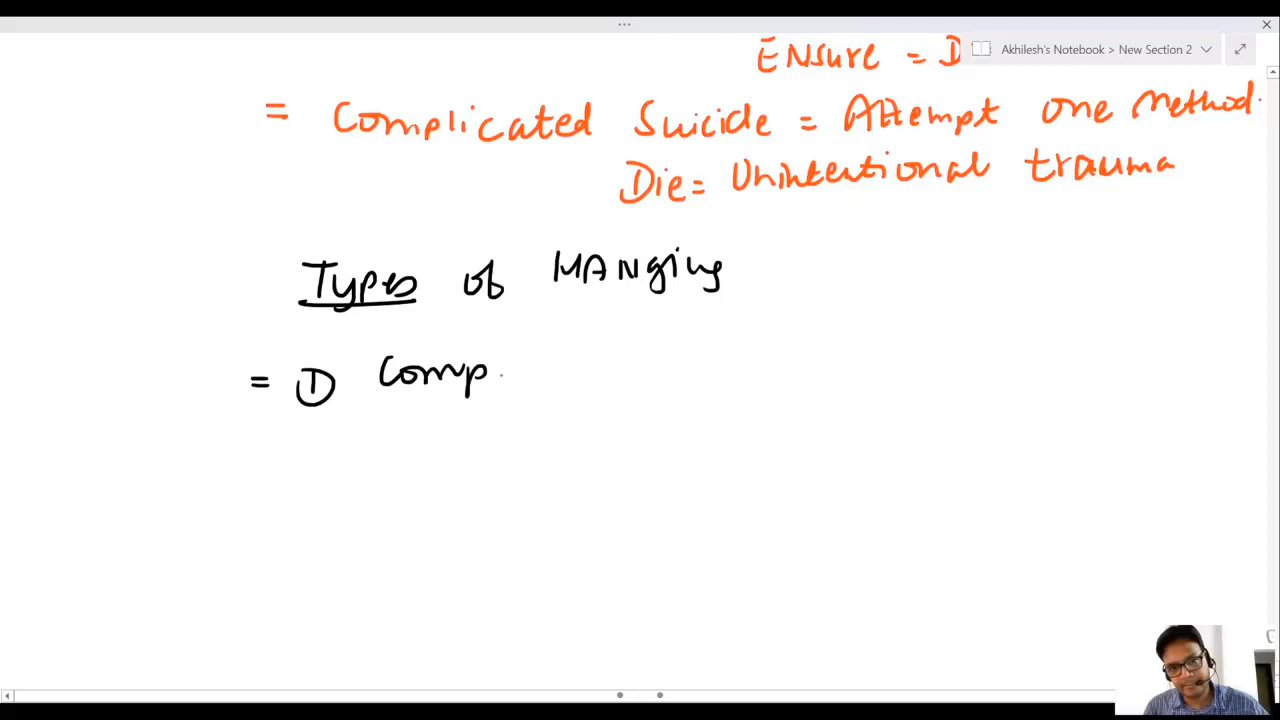 Akhilesh's Notebook > New Section 2
Ensure = D
= Complicated Suicide = Attempt one Method.
Die = Unintentional trauma
Types of HANging
= ① Comp